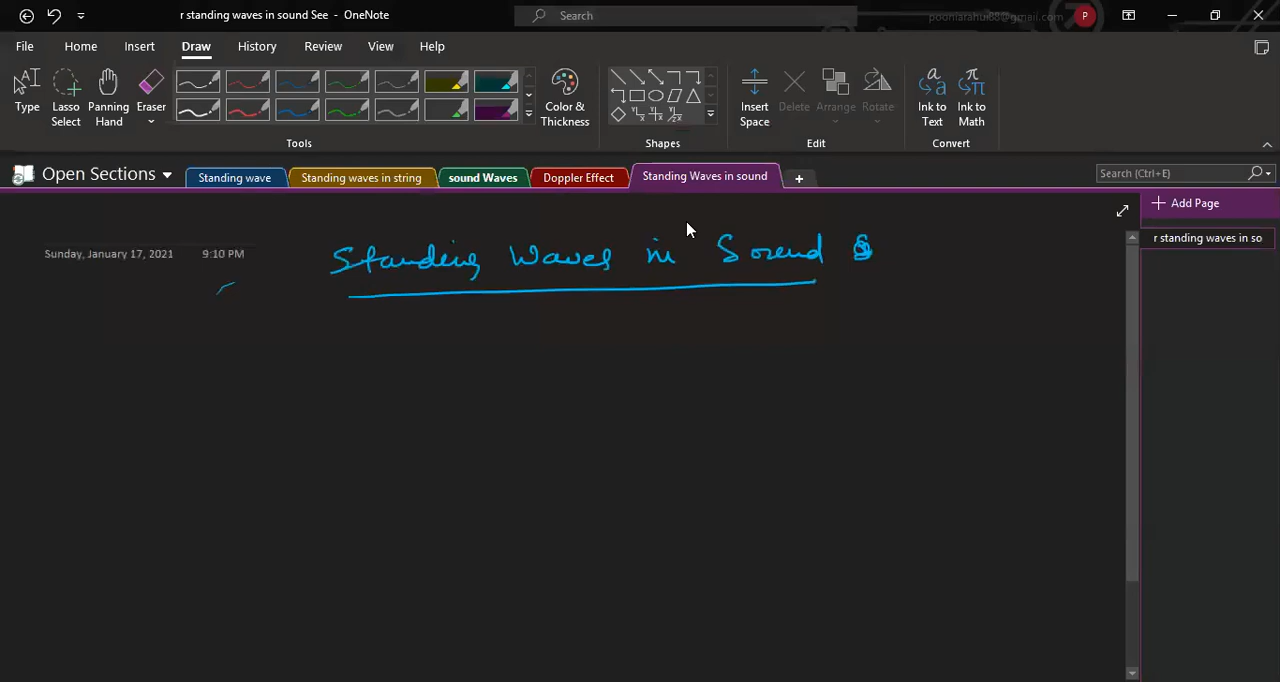 r standing waves in sound See - OneNote
Search
pooniarahul88@gmail.com
P
File Home Insert Draw History Review View Help
Type
Lasso Select
Panning Hand
Eraser
Color & Thickness
Insert Space
Delete
Arrange
Rotate
Ink to Text
Ink to Math
Tools
Shapes
Edit
Convert
Open Sections
Standing wave
Standing waves in string
sound Waves
Doppler Effect
Standing Waves in sound
+
Search (Ctrl+E)
Add Page
r standing waves in so
Sunday, January 17, 2021 9:10 PM
Standing Waves in Sound